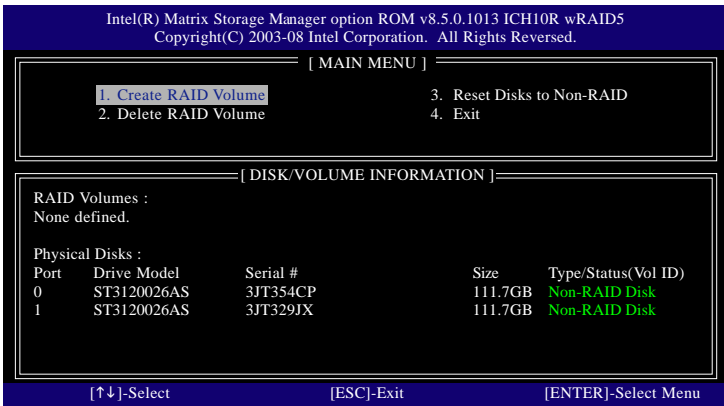 Intel(R) Matrix Storage Manager option ROM v8.5.0.1013 ICH10R wRAID5
Copyright(C) 2003-08 Intel Corporation. All Rights Reversed.
[ MAIN MENU ]
1. Create RAID Volume 3. Reset Disks to Non-RAID
2. Delete RAID Volume 4. Exit
[ DISK/VOLUME INFORMATION ]
RAID Volumes :
None defined.
Physical Disks :
Port Drive Model Serial # Size Type/Status(Vol ID)
0 ST3120026AS 3JT354CP 111.7GB Non-RAID Disk
1 ST3120026AS 3JT329JX 111.7GB Non-RAID Disk
[↑↓]-Select [ESC]-Exit [ENTER]-Select Menu